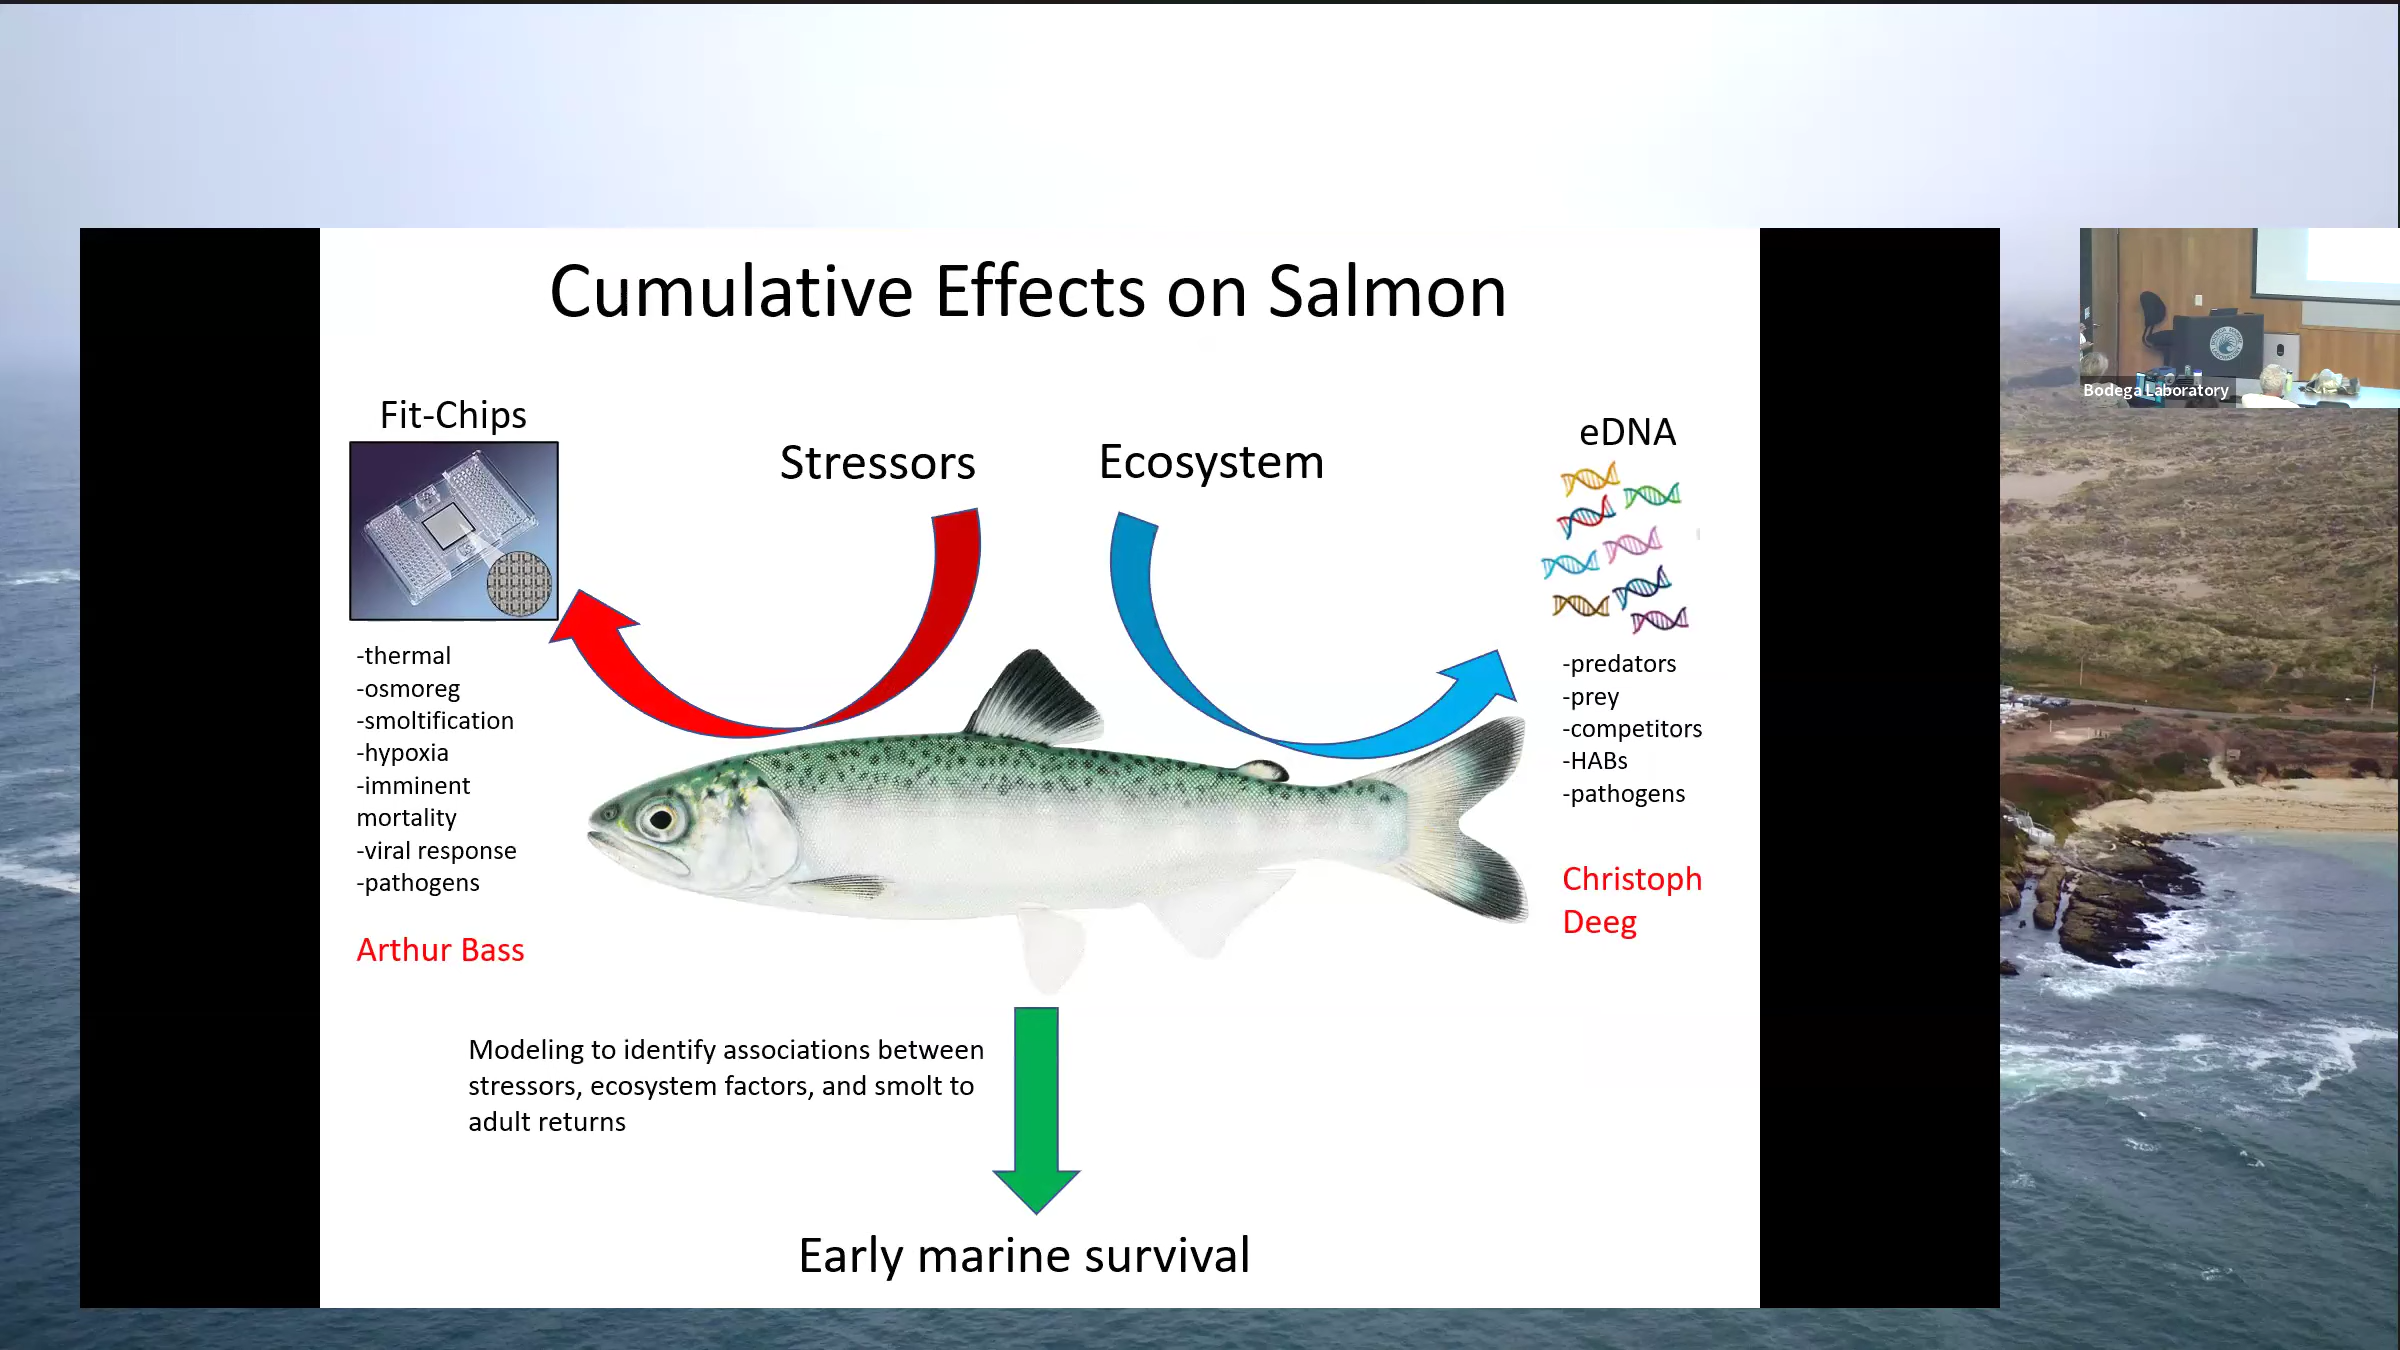 Cumulative Effects on Salmon
Fit-Chips
Stressors
Ecosystem
eDNA
-thermal
-osmoreg
-smoltification
-hypoxia
-imminent
mortality
-viral response
-pathogens
Arthur Bass
-predators
-prey
-competitors
-HABs
-pathogens
Christoph
Deeg
Modeling to identify associations between
stressors, ecosystem factors, and smolt to
adult returns
Early marine survival
Bodega Laboratory